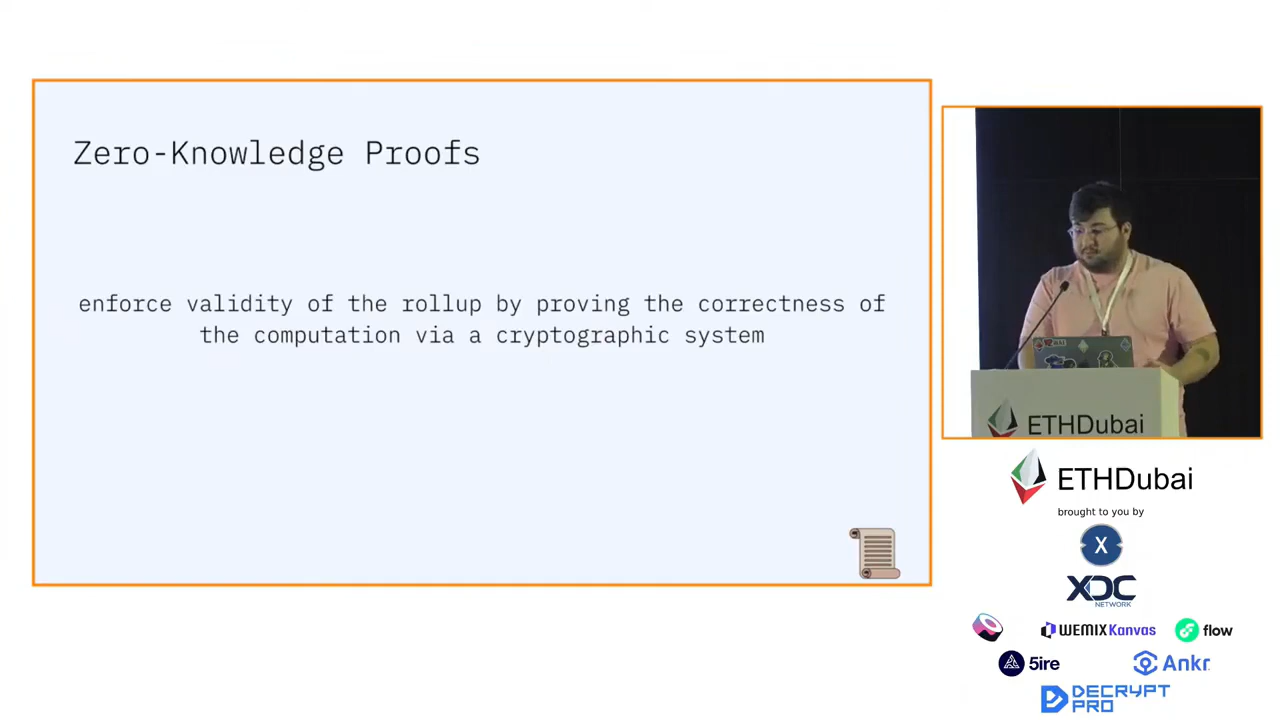 Zero-Knowledge Proofs
enforce validity of the rollup by proving the correctness of
the computation via a cryptographic system
ETHDubai
ETHDubai
brought to you by
X
XDC
NETWORK
WEMIX Kanvas
flow
5ire
Ankr
DECRYPT
PRO